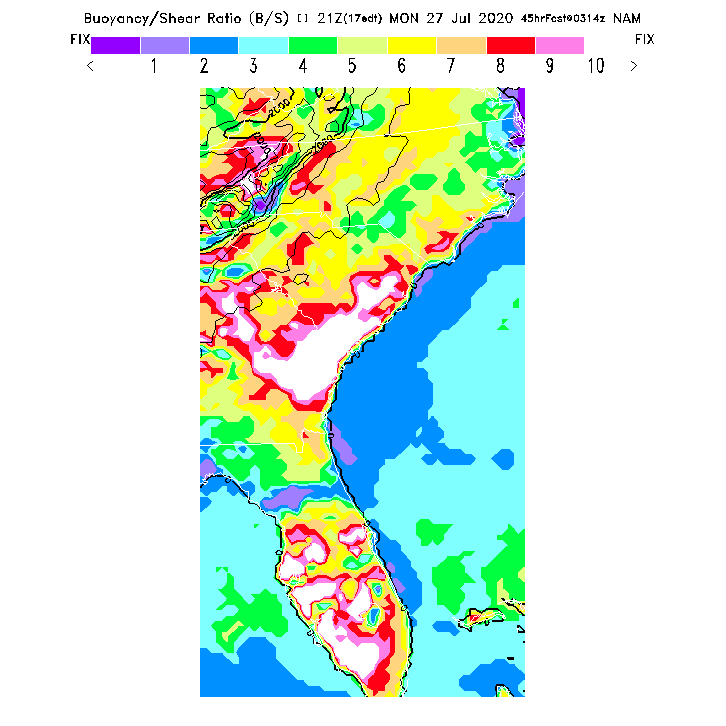 Buoyancy/Shear Ratio (B/S) [] 21Z(17edt) MON 27 Jul 2020 45hrFcst@0314z NAM
FIX FIX
< 1 2 3 4 5 6 7 8 9 10 >
2000